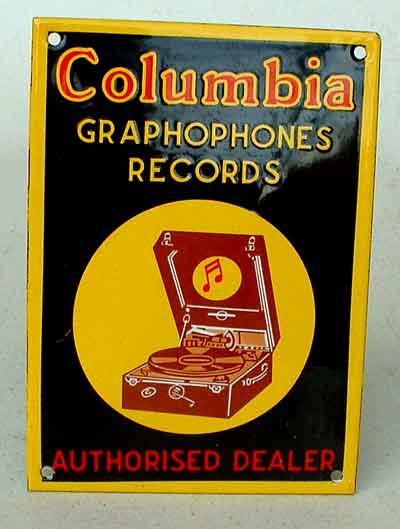 Columbia
GRAPHOPHONES
RECORDS
AUTHORISED DEALER